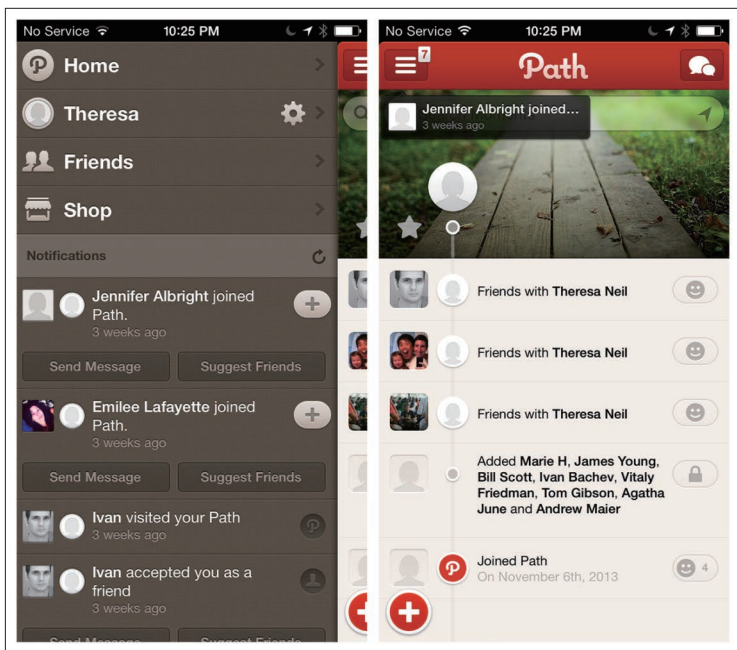 No Service 10:25 PM
Home
Theresa
Friends
Shop
Notifications
Jennifer Albright joined
Path.
3 weeks ago
Send Message Suggest Friends
Emilee Lafayette joined
Path.
3 weeks ago
Send Message Suggest Friends
Ivan visited your Path
3 weeks ago
Ivan accepted you as a
friend
3 weeks ago
Send Message Suggest Friends
No Service 10:25 PM
7
Path
Jennifer Albright joined...
3 weeks ago
Friends with Theresa Neil
Friends with Theresa Neil
Friends with Theresa Neil
Added Marie H, James Young,
Bill Scott, Ivan Bachev, Vitaly
Friedman, Tom Gibson, Agatha
June and Andrew Maier
Joined Path
On November 6th, 2013
4